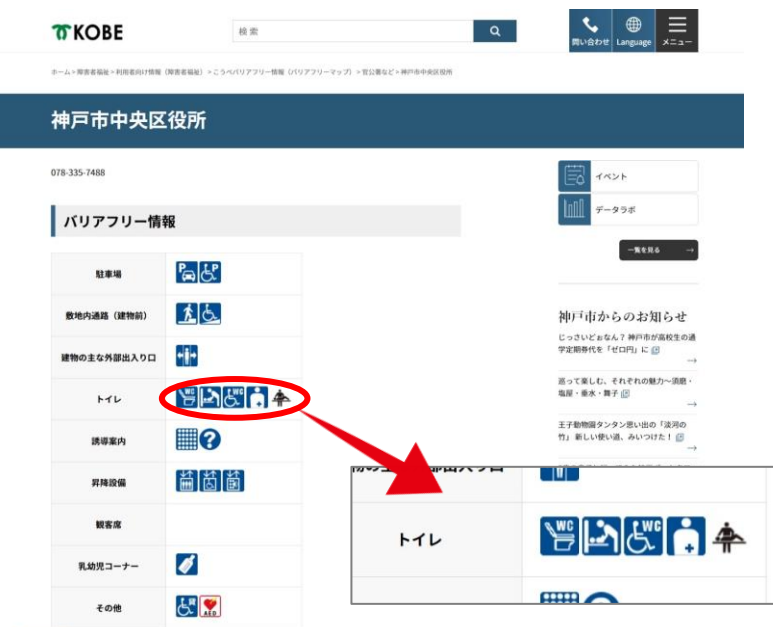 KOBE
検索
問い合わせ
Language
メニュー
ホーム > 障害者福祉 > 利用者向け情報（障害者福祉） > こうべバリアフリー情報（バリアフリーマップ） > 官公署など > 神戸市中央区役所
神戸市中央区役所
078-335-7488
イベント
データラボ
一覧を見る →
バリアフリー情報
駐車場
P
P
敷地内通路（建物前）
建物の主な外部出入り口
トイレ
WC
WC
誘導案内
?
昇降設備
観客席
乳幼児コーナー
その他
AED
神戸市からのお知らせ
じっさいどぉなん？神戸市が高校生の通
学定期券代を「ゼロ円」に
→
巡って楽しむ、それぞれの魅力～須磨・
塩屋・垂水・舞子
→
王子動物園タンタン思い出の「淡河の
竹」新しい使い道、みいつけた！
→
トイレ
WC
WC